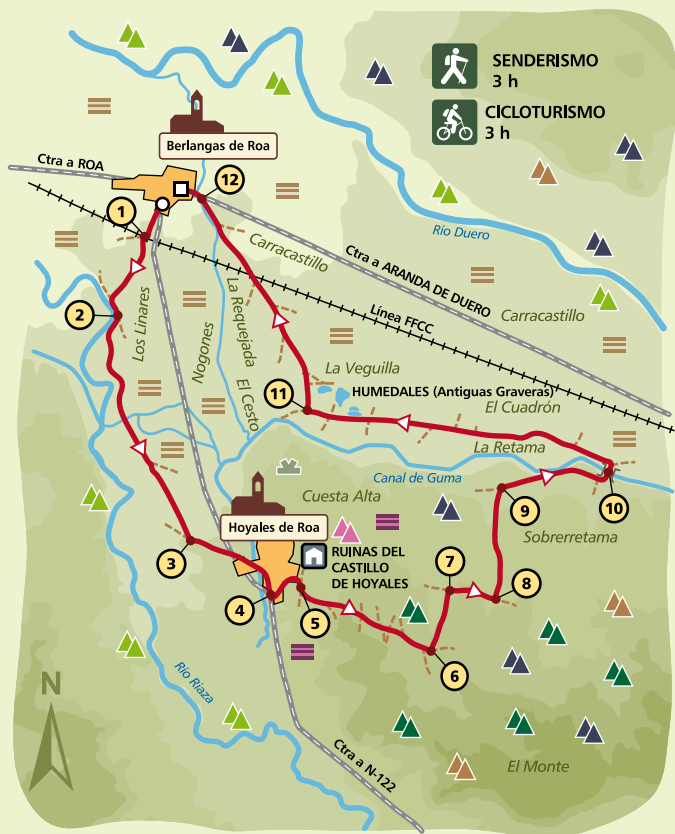 SENDERISMO
3 h
CICLOTURISMO
3 h
Berlangas de Roa
Ctra a ROA
12
1
Río Duero
Carracastillo
Ctra a ARANDA DE DUERO
2
Los Linares
Nogones
La Requejada
Línea FFCC
Carracastillo
La Veguilla
11
HUMEDALES (Antiguas Graveras)
El Cesto
El Cuadrón
La Retama
Canal de Guma
Cuesta Alta
9
10
Hoyales de Roa
Sobrerretama
3
RUINAS DEL
CASTILLO
DE HOYALES
7
8
4
5
6
Río Riaza
N
Ctra a N-122
El Monte